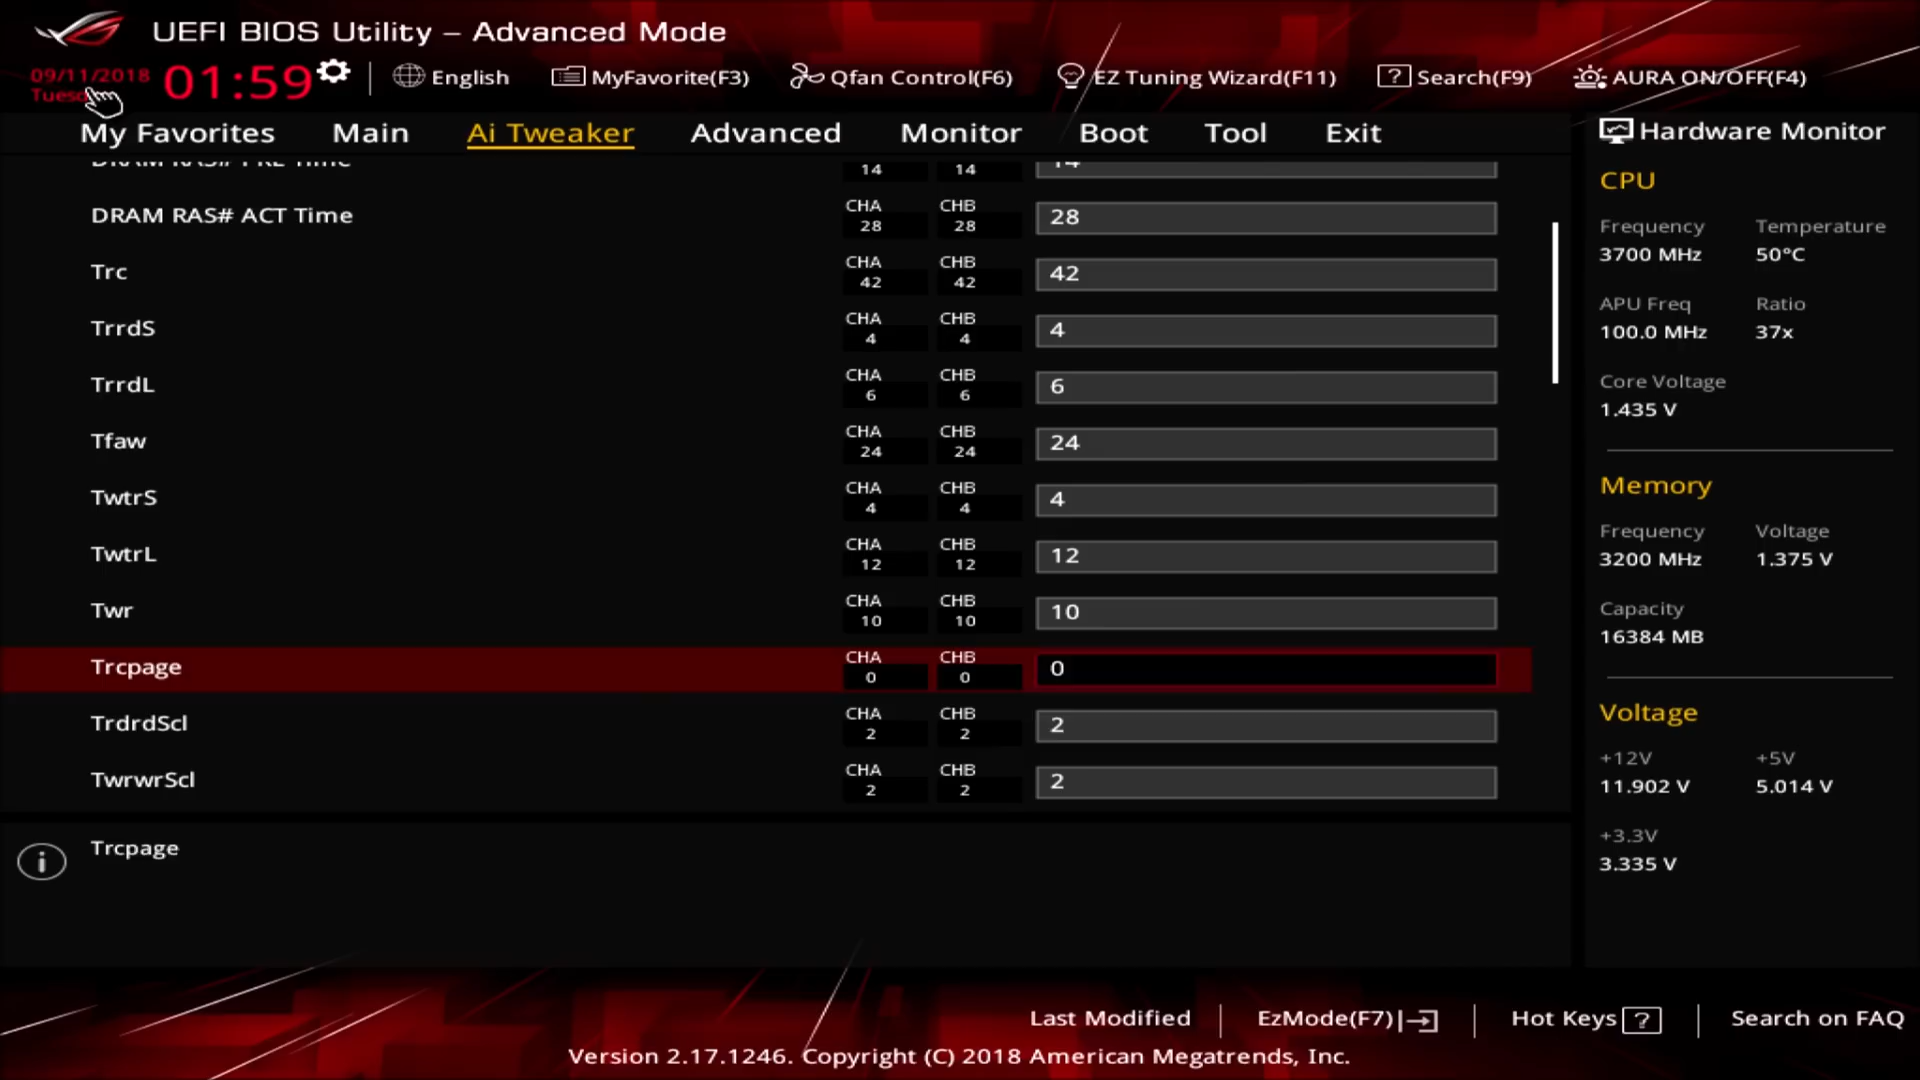 UEFI BIOS Utility – Advanced Mode
09/11/2018 01:59 English MyFavorite(F3) Qfan Control(F6) EZ Tuning Wizard(F11) ? Search(F9) AURA ON/OFF(F4)
My Favorites Main Ai Tweaker Advanced Monitor Boot Tool Exit
14 14 14
DRAM RAS# ACT Time CHA 28 CHB 28 28
Trc CHA 42 CHB 42 42
TrrdS CHA 4 CHB 4 4
TrrdL CHA 6 CHB 6 6
Tfaw CHA 24 CHB 24 24
TwtrS CHA 4 CHB 4 4
TwtrL CHA 12 CHB 12 12
Twr CHA 10 CHB 10 10
Trcpage CHA 0 CHB 0 0
TrdrdScl CHA 2 CHB 2 2
TwrwrScl CHA 2 CHB 2 2
i Trcpage
Hardware Monitor
CPU
Frequency Temperature
3700 MHz 50°C
APU Freq Ratio
100.0 MHz 37x
Core Voltage
1.435 V
Memory
Frequency Voltage
3200 MHz 1.375 V
Capacity
16384 MB
Voltage
+12V +5V
11.902 V 5.014 V
+3.3V
3.335 V
Last Modified EzMode(F7) Hot Keys ? Search on FAQ
Version 2.17.1246. Copyright (C) 2018 American Megatrends, Inc.